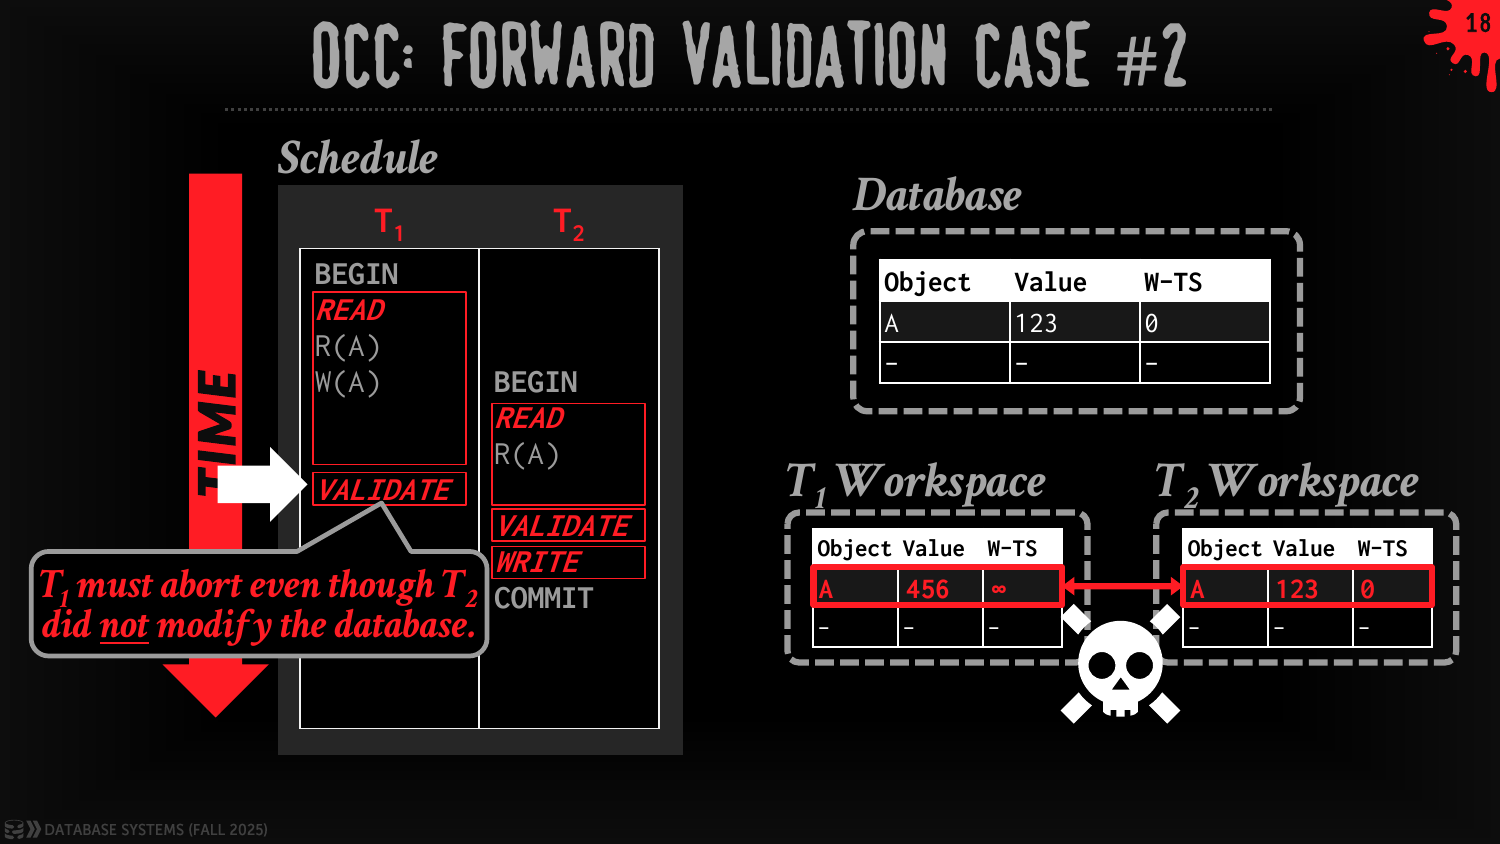 18
OCC: FORWARD VALIDATION CASE #2
Schedule
T1 T2
BEGIN
READ
R(A)
W(A)
VALIDATE
BEGIN
READ
R(A)
VALIDATE
WRITE
COMMIT
TIME
T1 must abort even though T2
did not modify the database.
Database
Object Value W-TS
A 123 0
- - -
T1 Workspace
Object Value W-TS
A 456 ∞
- - -
T2 Workspace
Object Value W-TS
A 123 0
- - -
DATABASE SYSTEMS (FALL 2025)